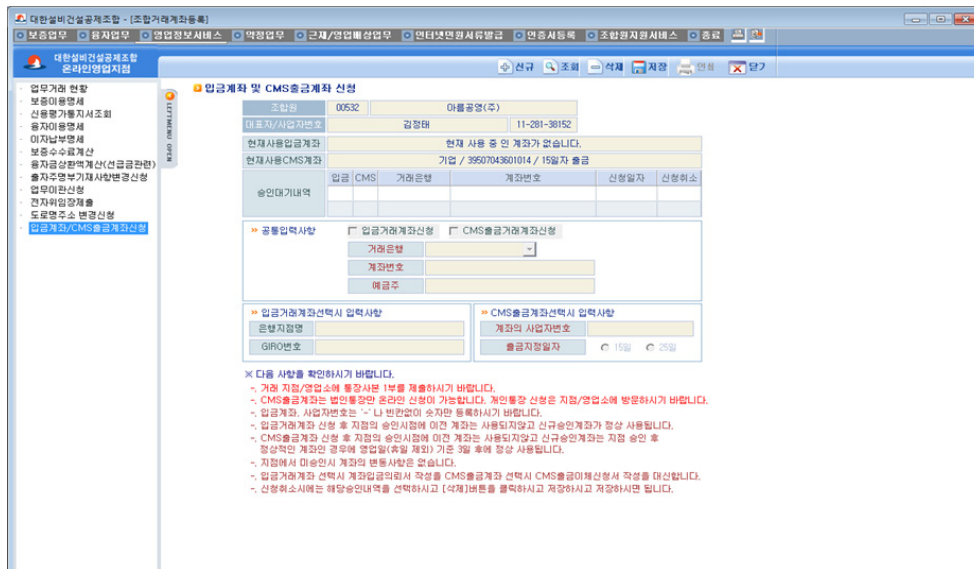 대한설비건설공제조합 - [조합거래계좌등록]
보증업무 융자업무 영업정보서비스 약정업무 근재/영업배상업무 인터넷민원서류발급 인증서등록 조합원지원서비스 종료
대한설비건설공제조합
온라인영업지점
신규 조회 삭제 저장 인쇄 닫기
업무거래 현황
보증이용명세
신용평가통지서조회
융자이용명세
이자납부명세
보증수수료계산
융자금상환액계산(선급금관련)
출자주명부기재사항변경신청
업무이관신청
전자위임장제출
도로명주소 변경신청
입금계좌/CMS출금계좌신청
LEFT MENU OPEN
입금계좌 및 CMS출금계좌 신청
조합원 00532 아름공영(주)
대표자/사업자번호 김정태 11-281-38152
현재사용입금계좌 현재 사용 중 인 계좌가 없습니다.
현재사용CMS계좌 기업 / 39507043601014 / 15일자 출금
승인대기내역 입금 CMS 거래은행 계좌번호 신청일자 신청취소
» 공통입력사항 입금거래계좌신청 CMS출금거래계좌신청
거래은행
계좌번호
예금주
» 입금거래계좌선택시 입력사항
은행지점명
GIRO번호
» CMS출금계좌선택시 입력사항
계좌의 사업자번호
출금지정일자 15일 25일
※ 다음 사항을 확인하시기 바랍니다.
-. 거래 지점/영업소에 통장사본 1부를 제출하시기 바랍니다.
-. CMS출금계좌는 법인통장만 온라인 신청이 가능합니다. 개인통장 신청은 지점/영업소에 방문하시기 바랍니다.
-. 입금계좌, 사업자번호는 '-' 나 빈칸없이 숫자만 등록하시기 바랍니다.
-. 입금거래계좌 신청 후 지점의 승인시점에 이전 계좌는 사용되지않고 신규승인계좌가 정상 사용됩니다.
-. CMS출금계좌 신청 후 지점의 승인시점에 이전 계좌는 사용되지않고 신규승인계좌는 지점 승인 후
정상적인 계좌인 경우에 영업일(휴일 제외) 기준 3일 후에 정상 사용됩니다.
-. 지점에서 미승인시 계좌의 변동사항은 없습니다.
-. 입금거래계좌 선택시 계좌입금의뢰서 작성을 CMS출금계좌 선택시 CMS출금이체신청서 작성을 대신합니다.
-. 신청취소시에는 해당승인내역을 선택하시고 [삭제]버튼을 클릭하시고 저장하시고 저장하시면 됩니다.